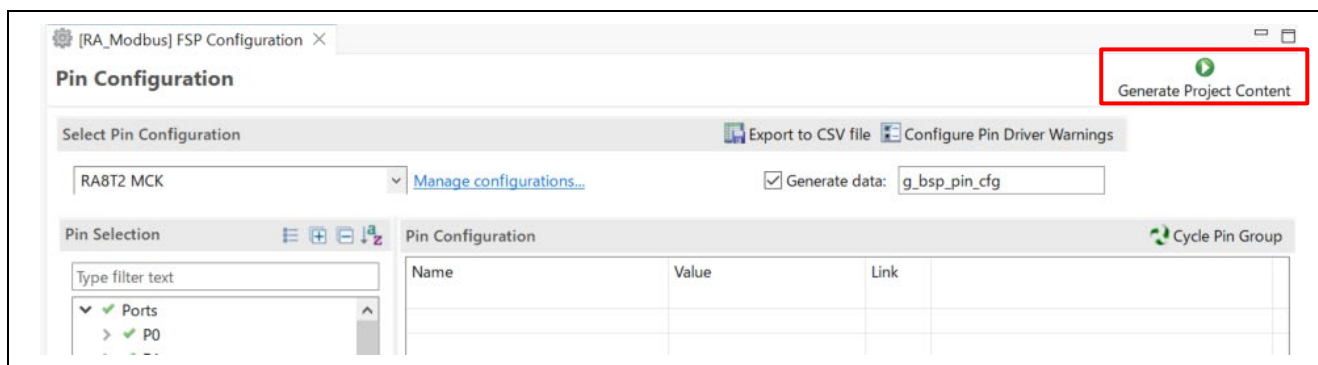 [RA_Modbus] FSP Configuration
Pin Configuration
Generate Project Content
Select Pin Configuration
Export to CSV file
Configure Pin Driver Warnings
RA8T2 MCK
Manage configurations...
Generate data:
g_bsp_pin_cfg
Pin Selection
Pin Configuration
Cycle Pin Group
Type filter text
Name
Value
Link
Ports
P0